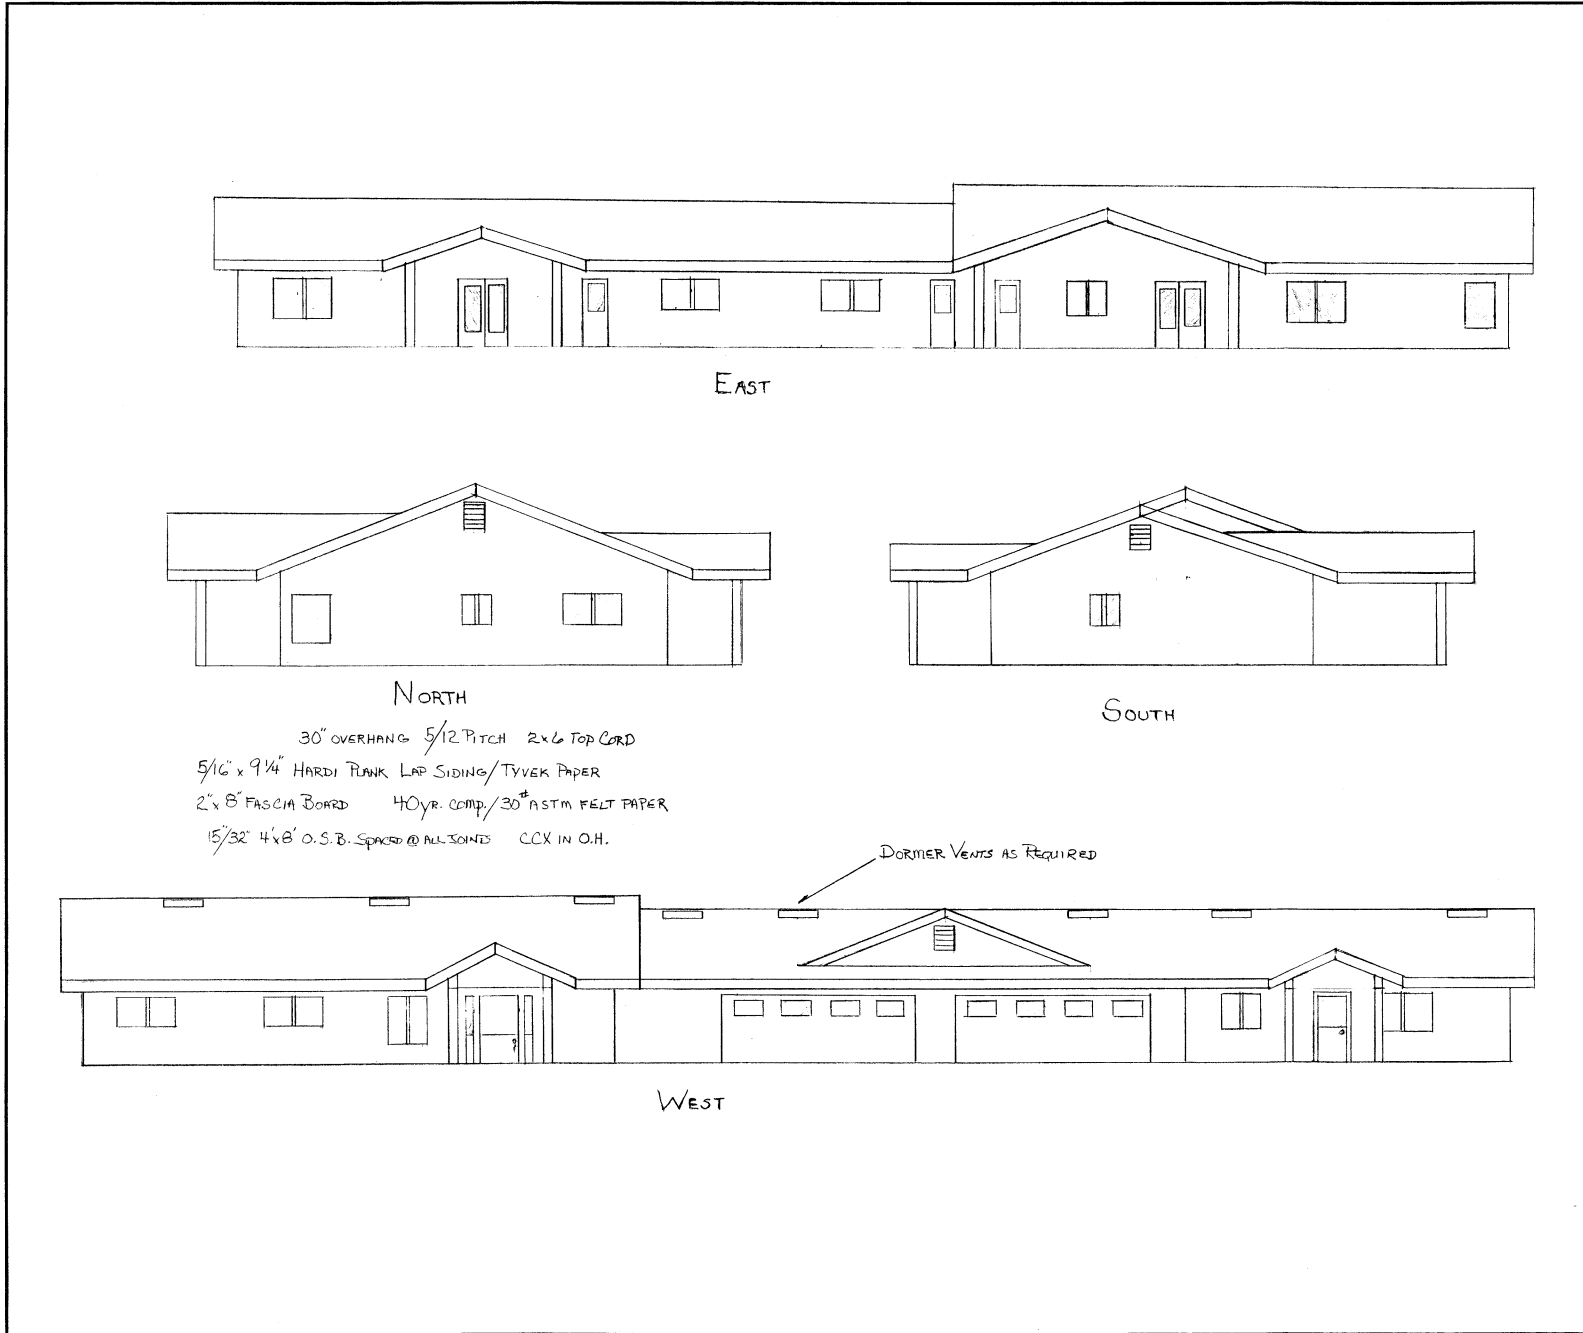 EAST
NORTH
SOUTH
30" OVERHANG 5/12 PITCH 2x6 TOP CORD
5/16" x 9 1/4" HARDI PLANK LAP SIDING/TYVEK PAPER
2" x 8" FASCIA BOARD 40 YR. COMP./30# ASTM FELT PAPER
15/32" 4'x8' O.S.B. SPACED @ ALL JOINTS CCX IN O.H.
DORMER VENTS AS REQUIRED
WEST